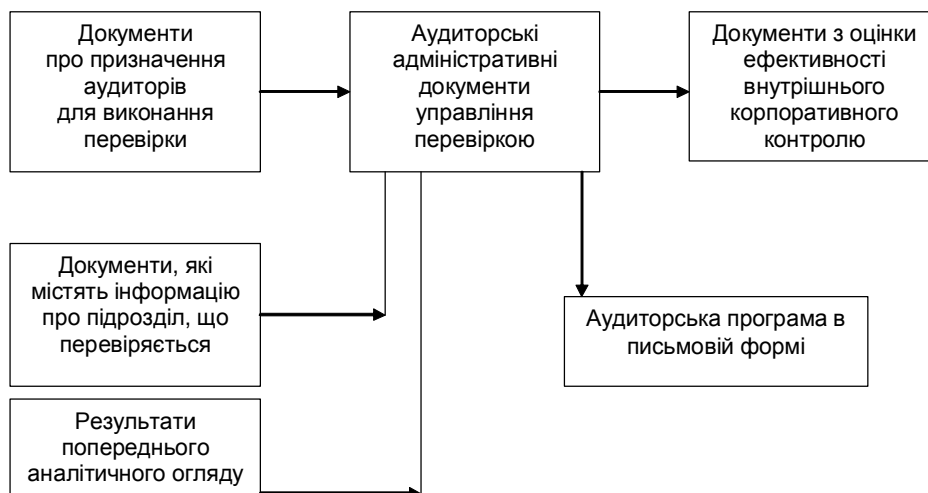 Документи
про призначення
аудиторів
для виконання
перевірки
Аудиторські
адміністративні
документи
управління
перевіркою
Документи з оцінки
ефективності
внутрішнього
корпоративного
контролю
Документи, які
містять інформацію
про підрозділ, що
перевіряється
Аудиторська програма в
письмовій формі
Результати
попереднього
аналітичного огляду